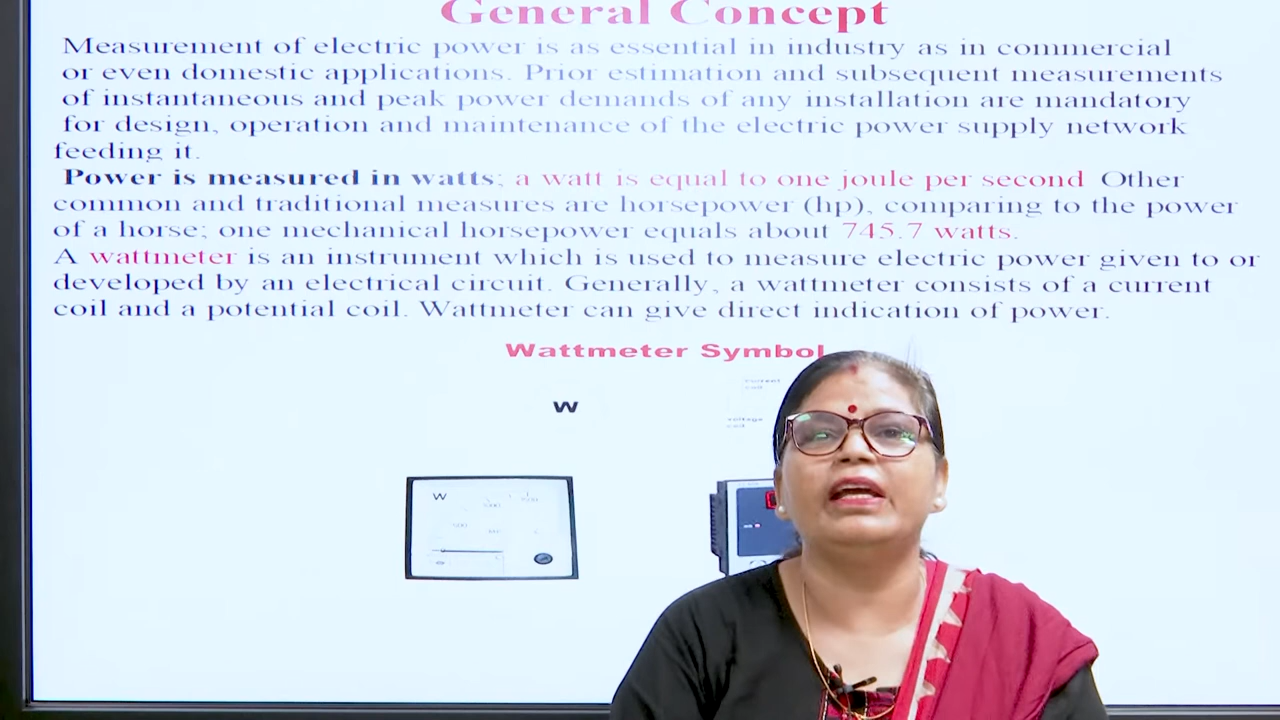 General Concept
Measurement of electric power is as essential in industry as in commercial
or even domestic applications. Prior estimation and subsequent measurements
of instantaneous and peak power demands of any installation are mandatory
for design, operation and maintenance of the electric power supply network
feeding it.
Power is measured in watts; a watt is equal to one joule per second Other
common and traditional measures are horsepower (hp), comparing to the power
of a horse; one mechanical horsepower equals about 745.7 watts.
A wattmeter is an instrument which is used to measure electric power given to or
developed by an electrical circuit. Generally, a wattmeter consists of a current
coil and a potential coil. Wattmeter can give direct indication of power.
Wattmeter Symbol
current
coil
W
voltage
coil
W